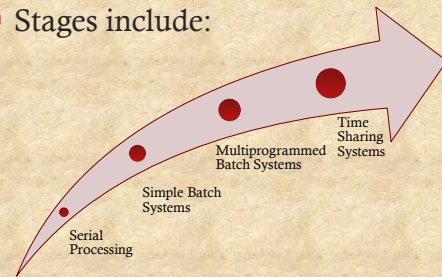 Stages include:
Time
Sharing
Systems
Multiprogrammed
Batch Systems
Simple Batch
Systems
Serial
Processing